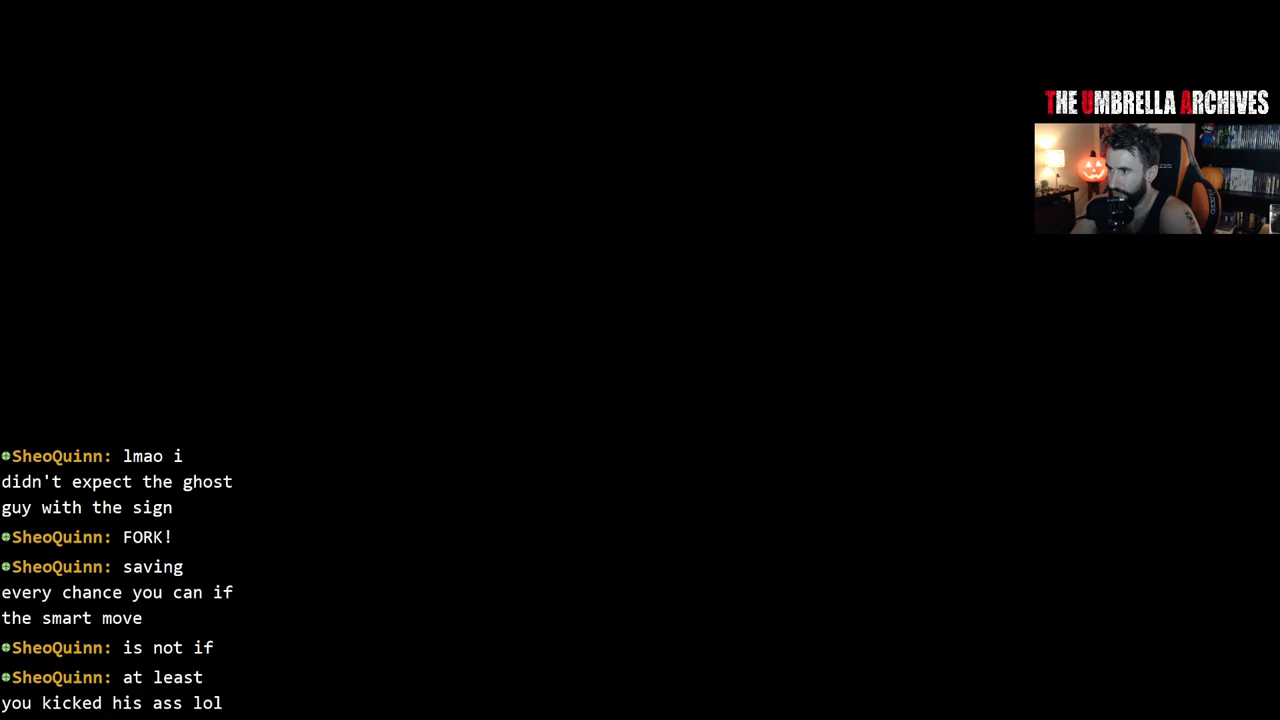 THE UMBRELLA ARCHIVES
SheoQuinn: lmao i
didn't expect the ghost
guy with the sign
SheoQuinn: FORK!
SheoQuinn: saving
every chance you can if
the smart move
SheoQuinn: is not if
SheoQuinn: at least
you kicked his ass lol